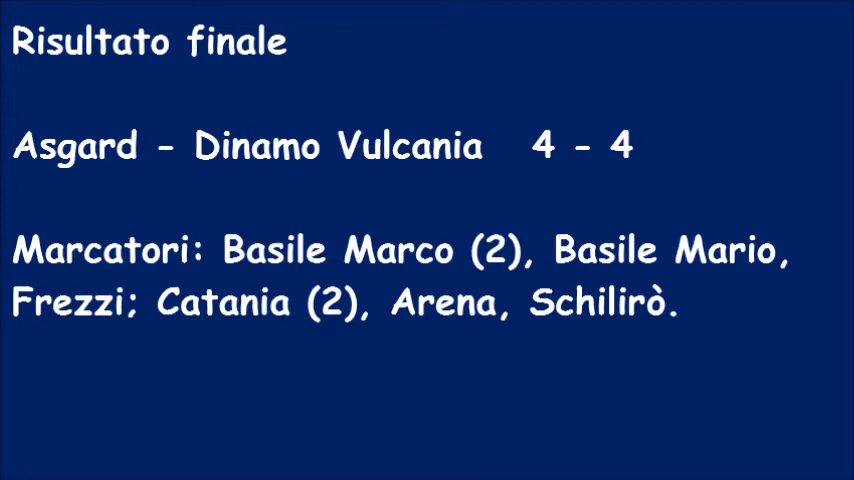 Risultato finale
Asgard - Dinamo Vulcania 4 - 4
Marcatori: Basile Marco (2), Basile Mario,
Frezzi; Catania (2), Arena, Schilirò.